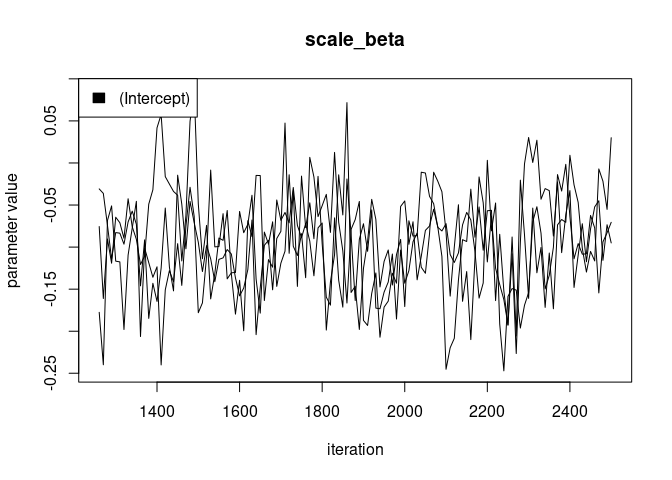 scale_beta
(Intercept)
parameter value
0.05
-0.05
-0.15
-0.25
1400 1600 1800 2000 2200 2400
iteration